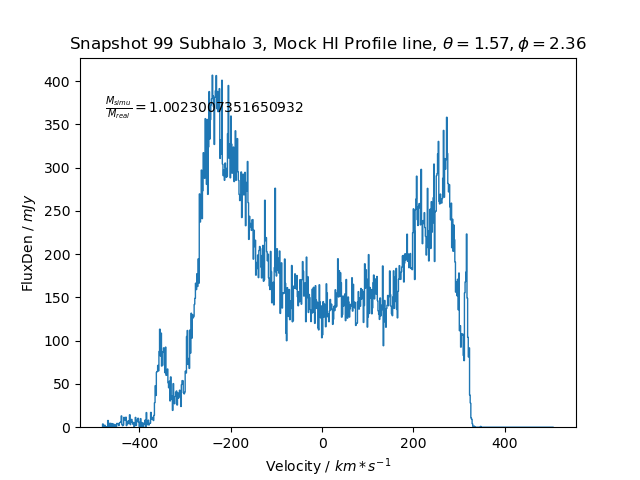 Snapshot 99 Subhalo 3, Mock HI Profile line, θ = 1.57, ϕ = 2.36
M_simu/M_real = 1.0023007351650932
FluxDen / mJy
400
350
300
250
200
150
100
50
0
−400 −200 0 200 400
Velocity / km * s⁻¹